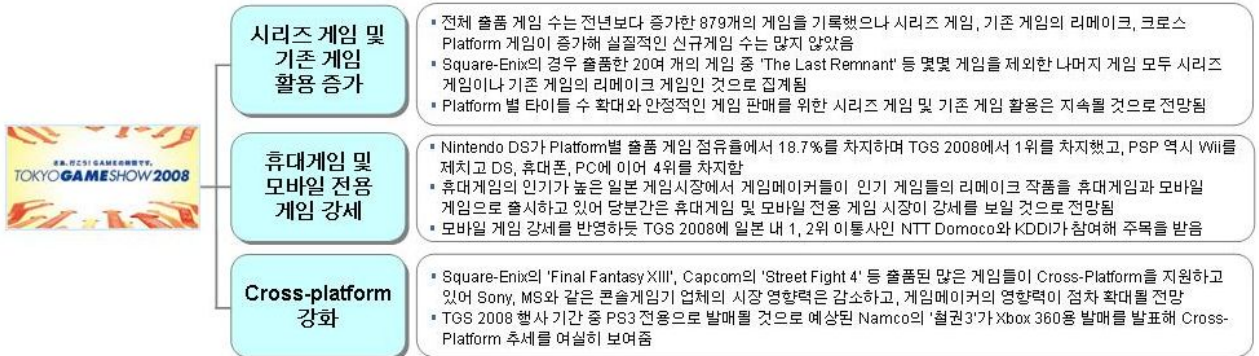 시리즈 게임 및
기존 게임
활용 증가
▪ 전체 출품 게임 수는 전년보다 증가한 879개의 게임을 기록했으나 시리즈 게임, 기존 게임의 리메이크, 크로스
Platform 게임이 증가해 실질적인 신규게임 수는 많지 않았음
▪ Square-Enix의 경우 출품한 20여 개의 게임 중 'The Last Remnant' 등 몇몇 게임을 제외한 나머지 게임 모두 시리즈
게임이나 기존 게임의 리메이크 게임인 것으로 집계됨
▪ Platform 별 타이틀 수 확대와 안정적인 게임 판매를 위한 시리즈 게임 및 기존 게임 활용은 지속될 것으로 전망됨
さあ、行こう! GAMEの時間です。
TOKYO GAMESHOW 2008
휴대게임 및
모바일 전용
게임 강세
▪ Nintendo DS가 Platform별 출품 게임 점유율에서 18.7%를 차지하며 TGS 2008에서 1위를 차지했고, PSP 역시 Wii를
제치고 DS, 휴대폰, PC에 이어 4위를 차지함
▪ 휴대게임의 인기가 높은 일본 게임시장에서 게임메이커들이 인기 게임들의 리메이크 작품을 휴대게임과 모바일
게임으로 출시하고 있어 당분간은 휴대게임 및 모바일 전용 게임 시장이 강세를 보일 것으로 전망됨
▪ 모바일 게임 강세를 반영하듯 TGS 2008에 일본 내 1, 2위 이통사인 NTT Domoco와 KDDI가 참여해 주목을 받음
Cross-platform
강화
▪ Square-Enix의 'Final Fantasy XIII', Capcom의 'Street Fight 4' 등 출품된 많은 게임들이 Cross-Platform을 지원하고
있어 Sony, MS와 같은 콘솔게임기 업체의 시장 영향력은 감소하고, 게임메이커의 영향력이 점차 확대될 전망
▪ TGS 2008 행사 기간 중 PS3 전용으로 발매될 것으로 예상된 Namco의 '철권3'가 Xbox 360용 발매를 발표해 Cross-
Platform 추세를 여실히 보여줌